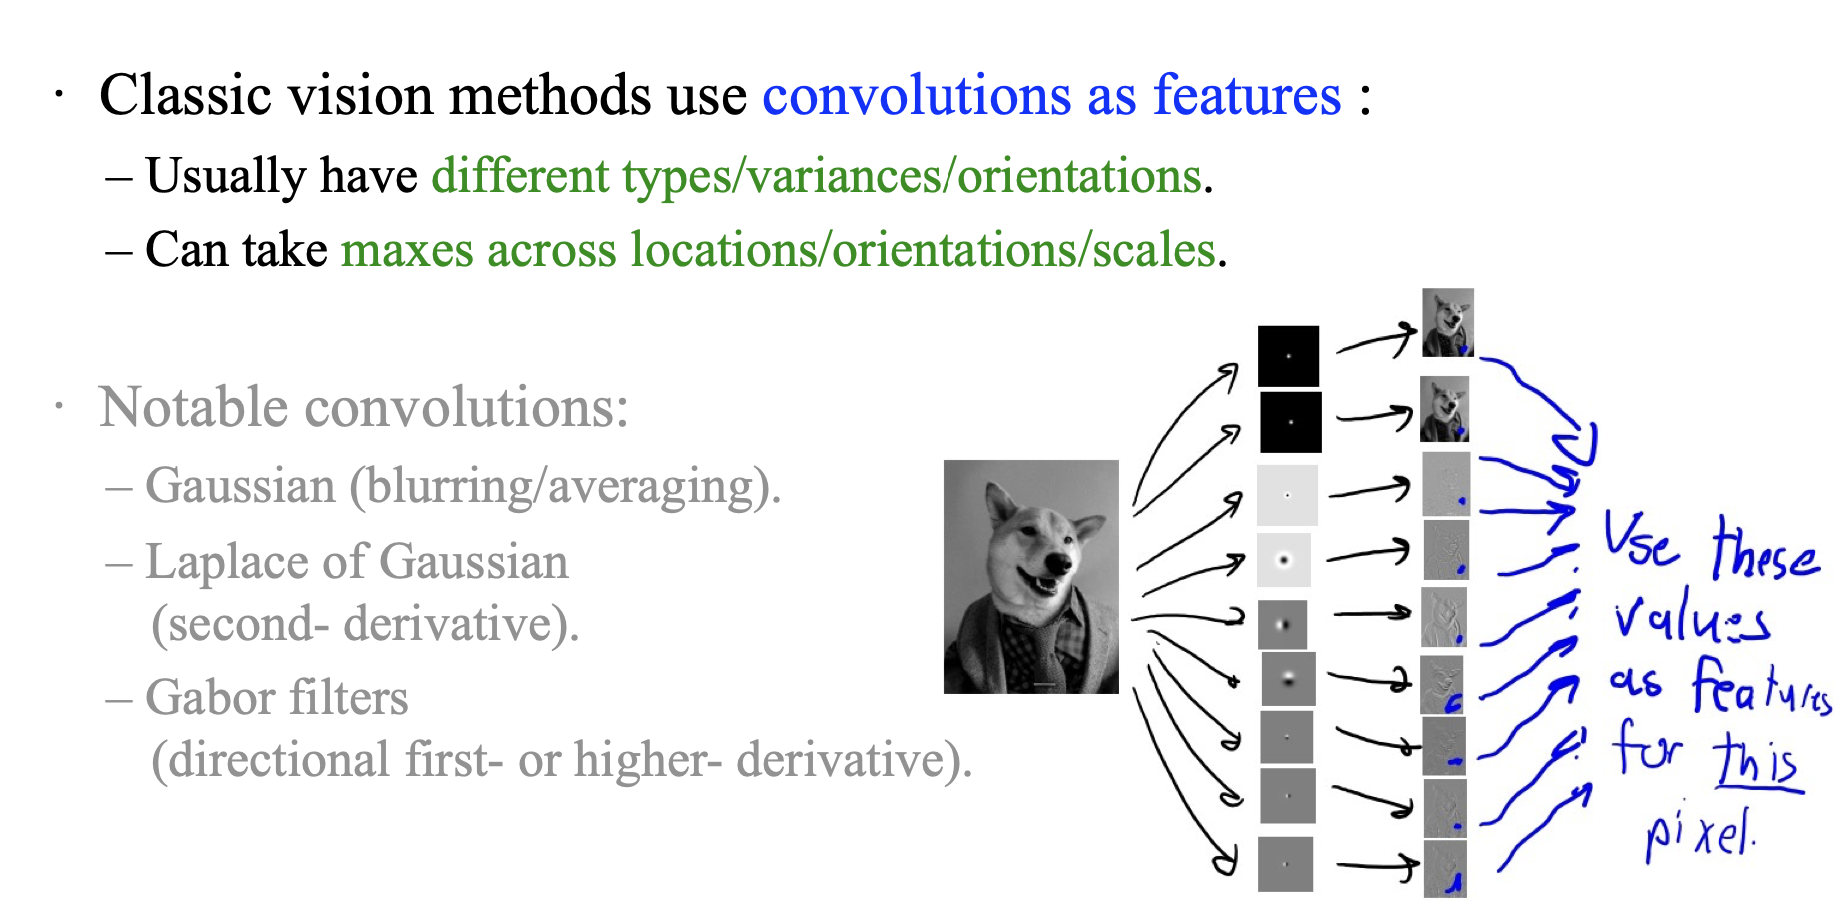 · Classic vision methods use convolutions as features :
– Usually have different types/variances/orientations.
– Can take maxes across locations/orientations/scales.
· Notable convolutions:
– Gaussian (blurring/averaging).
– Laplace of Gaussian
(second- derivative).
– Gabor filters
(directional first- or higher- derivative).
Use these
values
as features
for this
pixel.